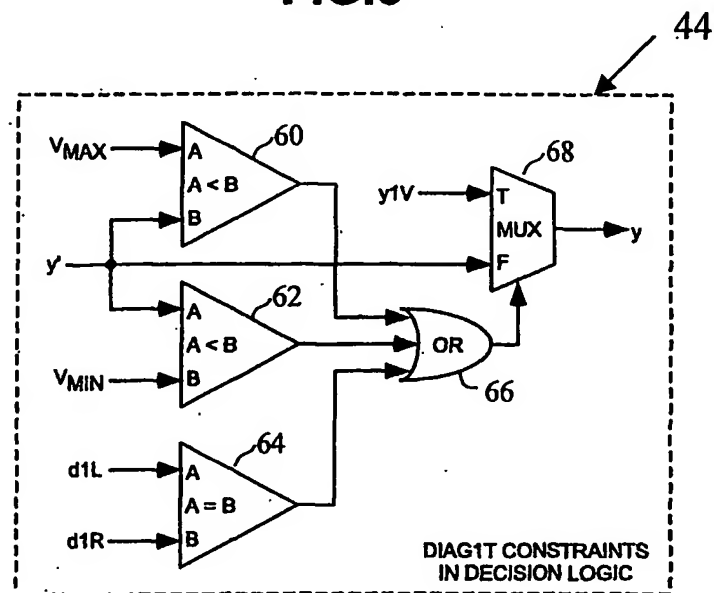 44
VMAX
A
A < B
B
60
y'
A
A < B
B
62
VMIN
d1L
A
A = B
B
64
d1R
OR
66
y1V
T
MUX
F
68
y
DIAG1T CONSTRAINTS
IN DECISION LOGIC